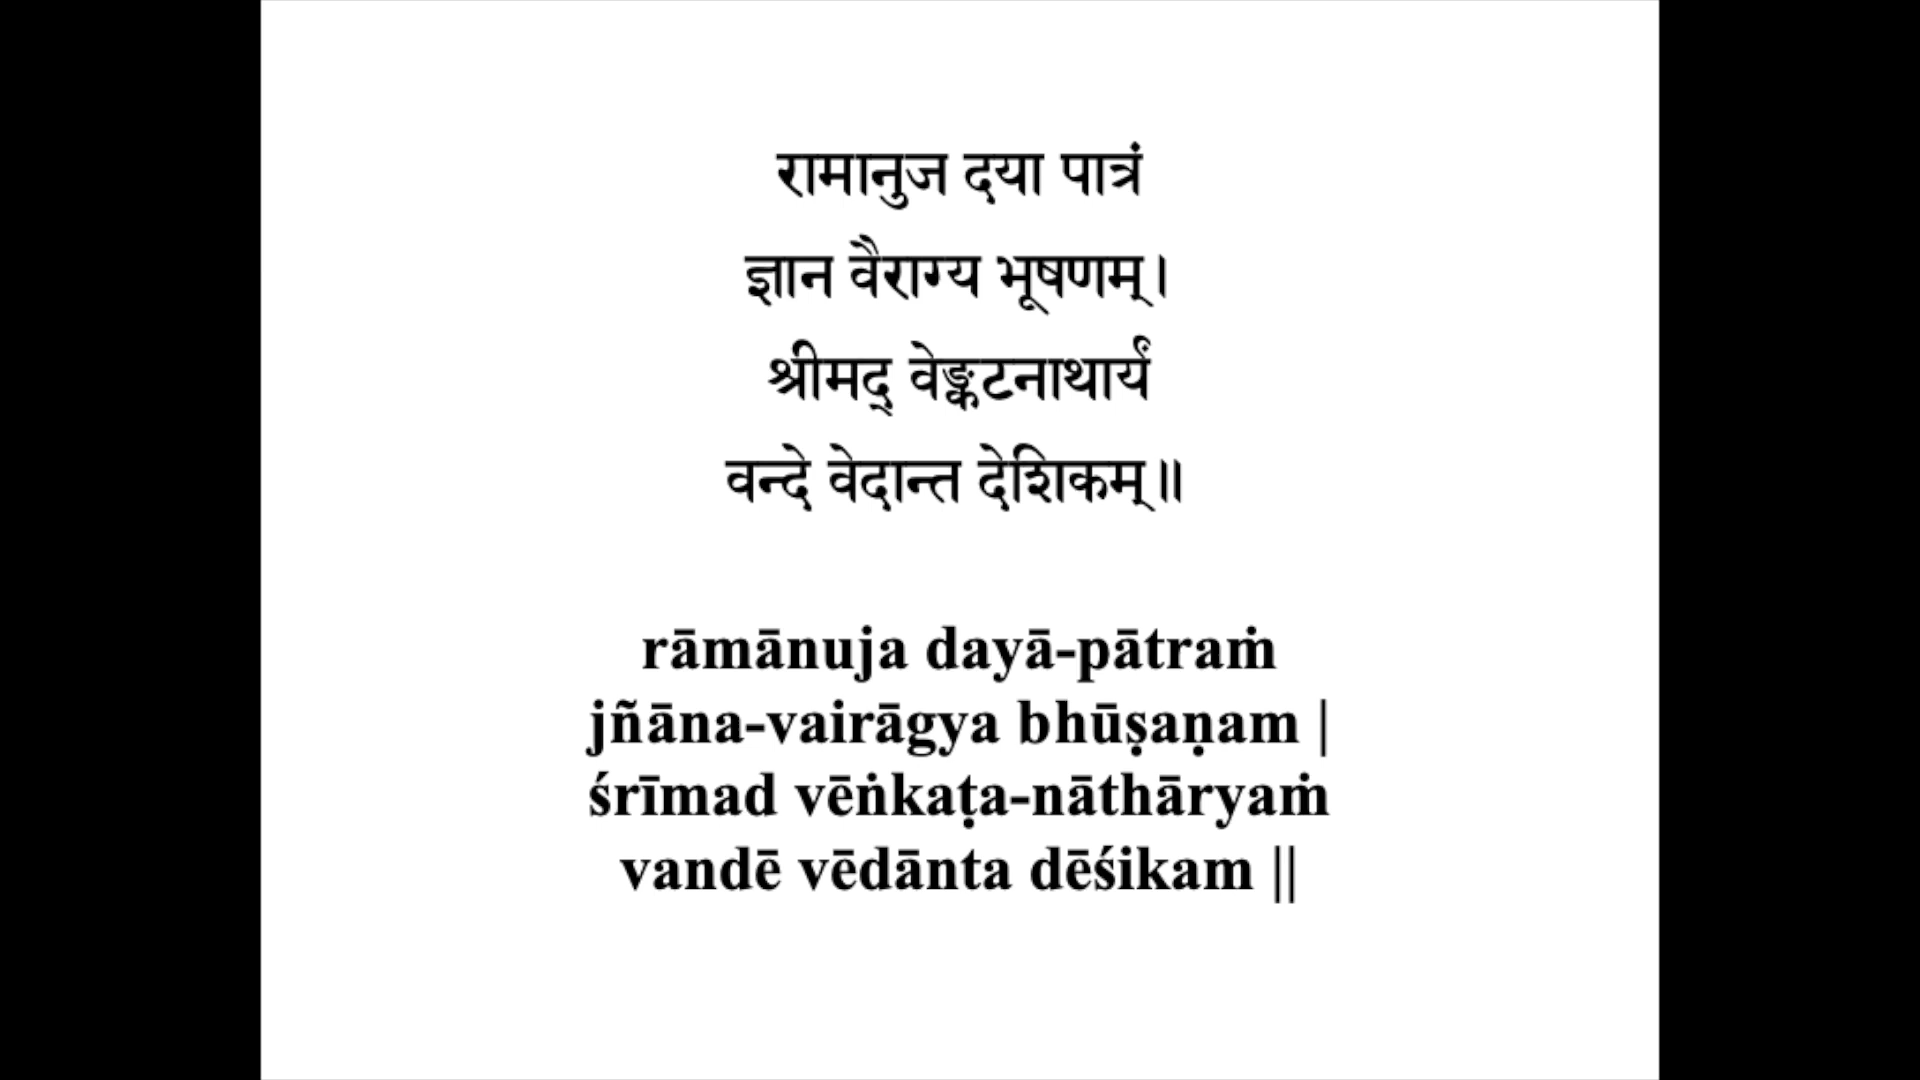 रामानुज दया पात्रं
ज्ञान वैराग्य भूषणम्।
श्रीमद् वेङ्कटनाथार्यं
वन्दे वेदान्त देशिकम्॥
rāmānuja dayā-pātraṁ
jñāna-vairāgya bhūṣaṇam |
śrīmad vēṅkaṭa-nāthāryaṁ
vandē vēdānta dēśikam ||